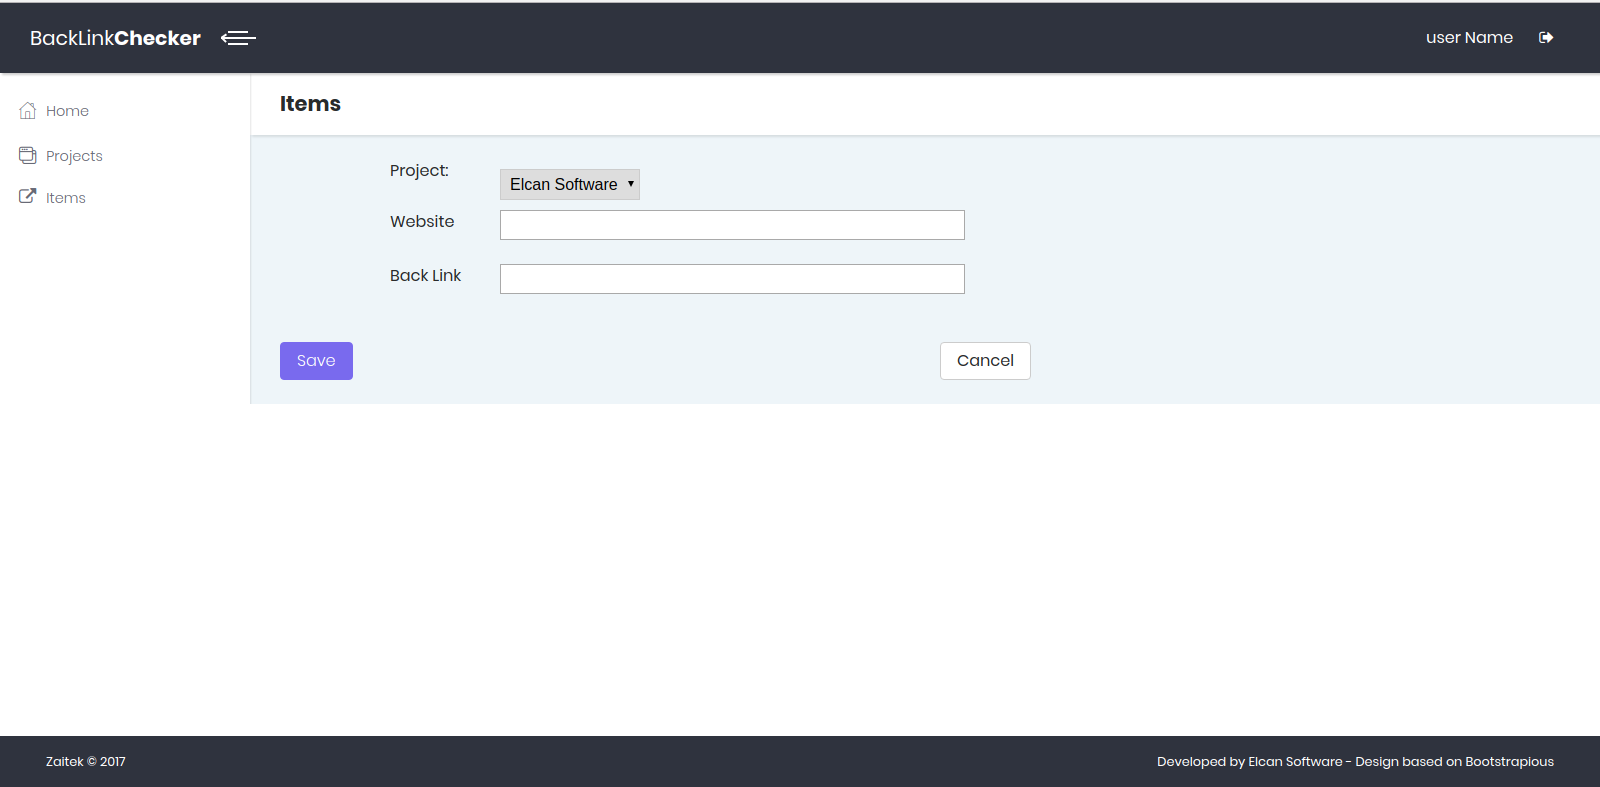 BackLinkChecker
user Name
Home
Projects
Items
Items
Project:
Elcan Software
Website
Back Link
Save
Cancel
Zaitek © 2017
Developed by Elcan Software - Design based on Bootstrapious